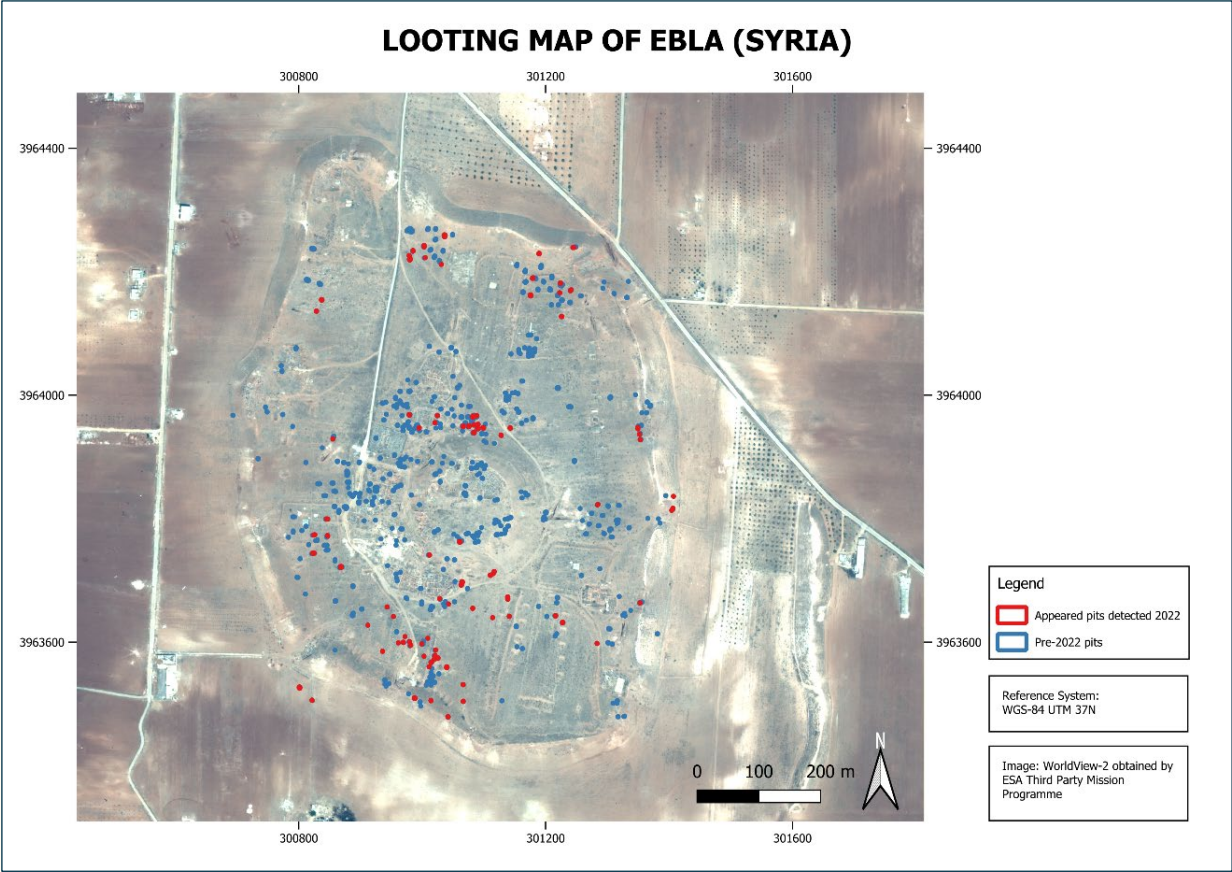 LOOTING MAP OF EBLA (SYRIA)
300800
301200
301600
3964400
3964400
3964000
3964000
3963600
3963600
N
0
100
200 m
300800
301200
301600
Legend
Appeared pits detected 2022
Pre-2022 pits
Reference System:
WGS-84 UTM 37N
Image: WorldView-2 obtained by
ESA Third Party Mission
Programme